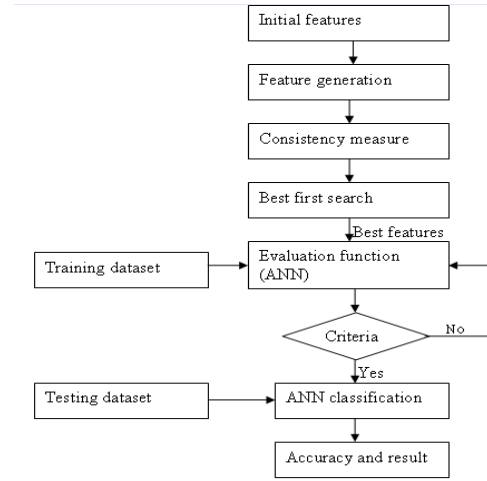 Initial features
Feature generation
Consistency measure
Best first search
Best features
Evaluation function
(ANN)
Training dataset
Criteria
No
Yes
Testing dataset
ANN classification
Accuracy and result